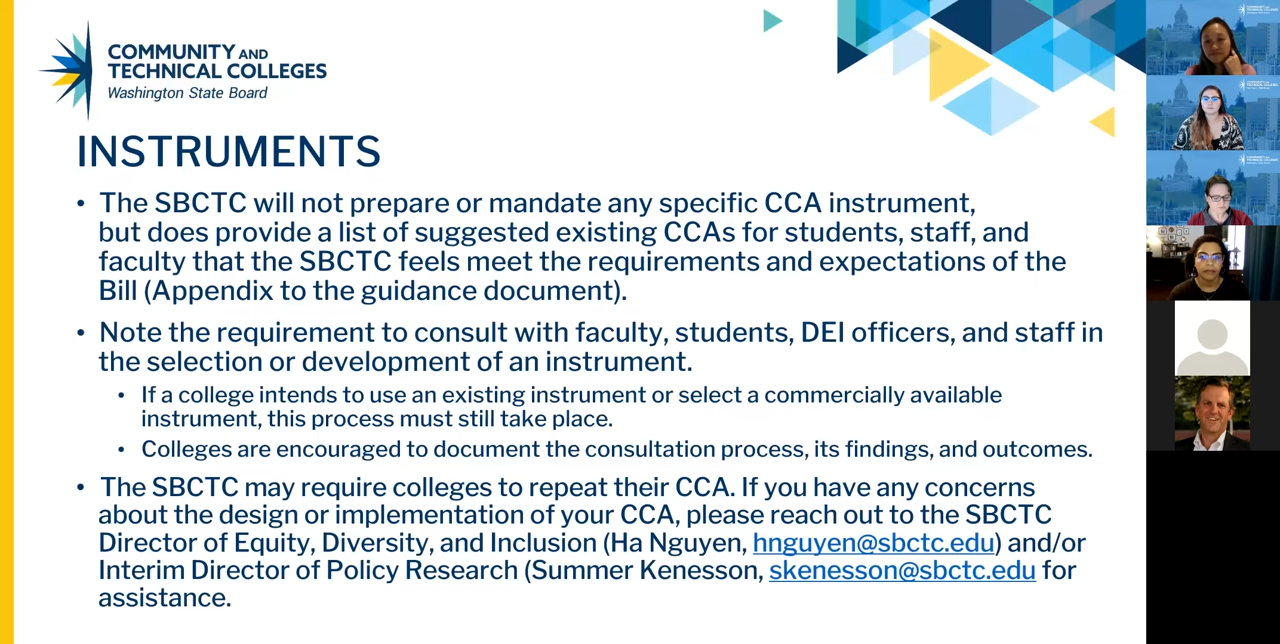 COMMUNITY AND
TECHNICAL COLLEGES
Washington State Board
INSTRUMENTS
• The SBCTC will not prepare or mandate any specific CCA instrument,
but does provide a list of suggested existing CCAs for students, staff, and
faculty that the SBCTC feels meet the requirements and expectations of the
Bill (Appendix to the guidance document).
• Note the requirement to consult with faculty, students, DEI officers, and staff in
the selection or development of an instrument.
• If a college intends to use an existing instrument or select a commercially available
instrument, this process must still take place.
• Colleges are encouraged to document the consultation process, its findings, and outcomes.
• The SBCTC may require colleges to repeat their CCA. If you have any concerns
about the design or implementation of your CCA, please reach out to the SBCTC
Director of Equity, Diversity, and Inclusion (Ha Nguyen, hnguyen@sbctc.edu) and/or
Interim Director of Policy Research (Summer Kenesson, skenesson@sbctc.edu for
assistance.